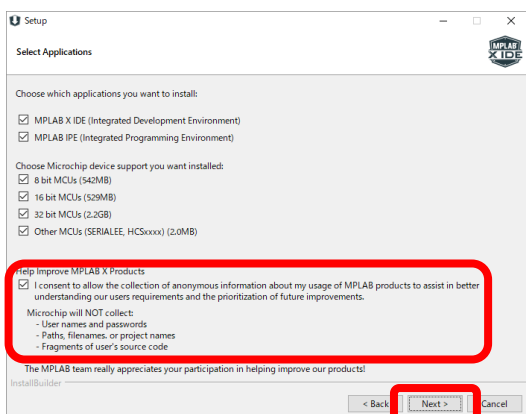 Setup
Select Applications
MPLAB
X IDE
Choose which applications you want to install:
MPLAB X IDE (Integrated Development Environment)
MPLAB IPE (Integrated Programming Environment)
Choose Microchip device support you want installed:
8 bit MCUs (542MB)
16 bit MCUs (529MB)
32 bit MCUs (2.2GB)
Other MCUs (SERIALEE, HCSxxxx) (2.0MB)
Help Improve MPLAB X Products
I consent to allow the collection of anonymous information about my usage of MPLAB products to assist in better
understanding our users requirements and the prioritization of future improvements.
Microchip will NOT collect:
- User names and passwords
- Paths, filenames. or project names
- Fragments of user's source code
The MPLAB team really appreciates your participation in helping improve our products!
InstallBuilder
< Back
Next >
Cancel